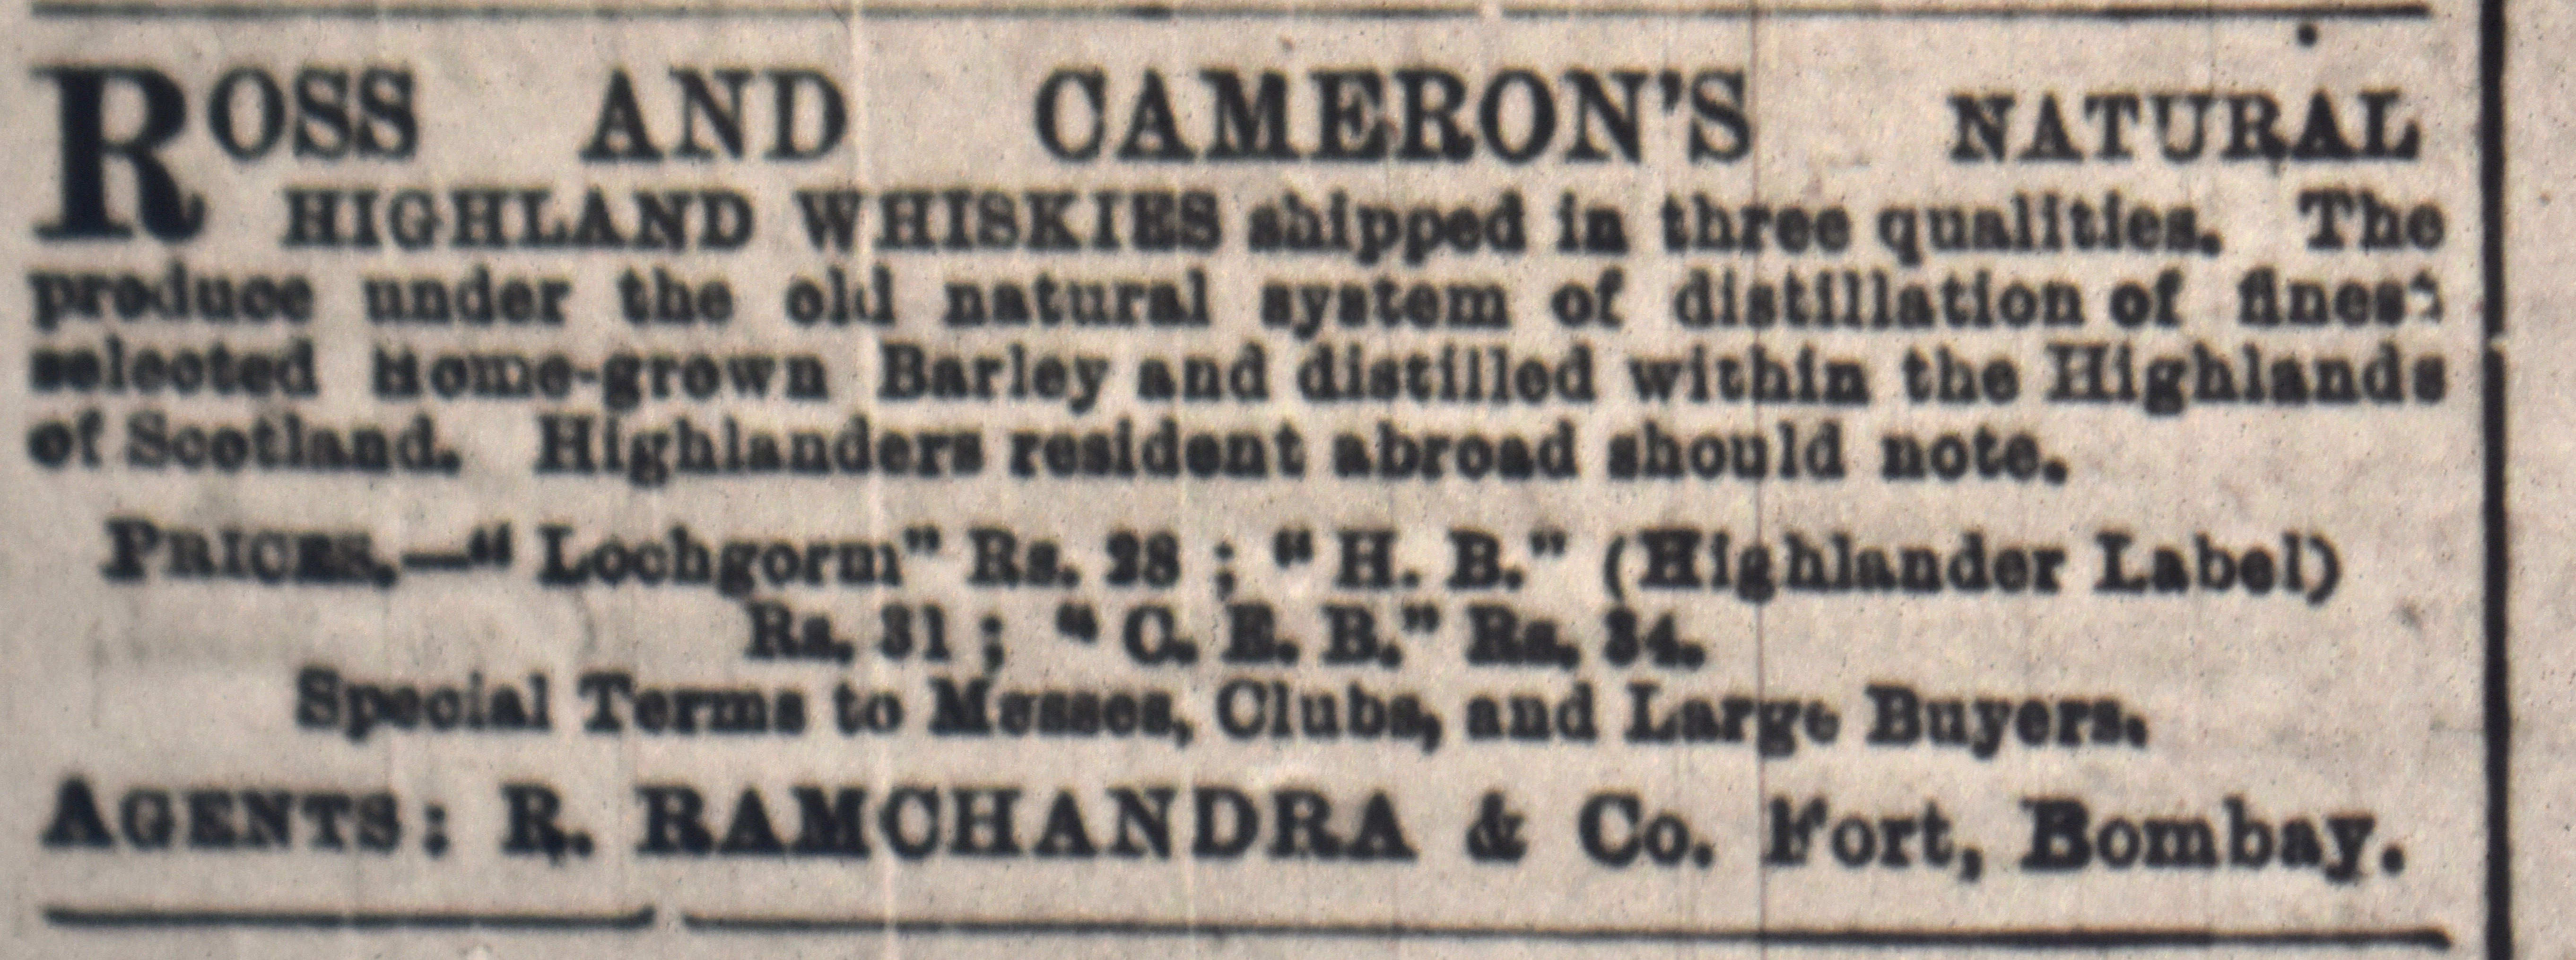 ROSS AND CAMERON'S NATURAL
HIGHLAND WHISKIES shipped in three qualities. The
produce under the old natural system of distillation of finest
selected Home-grown Barley and distilled within the Highlands
of Scotland. Highlanders resident abroad should note.
PRICES.—" Lochgorm" Rs. 28 ; " H. B." (Highlander Label)
Rs. 31 ; " C. E. B." Rs. 34.
Special Terms to Messes, Clubs, and Large Buyers.
AGENTS: R. RAMCHANDRA & Co. Fort, Bombay.